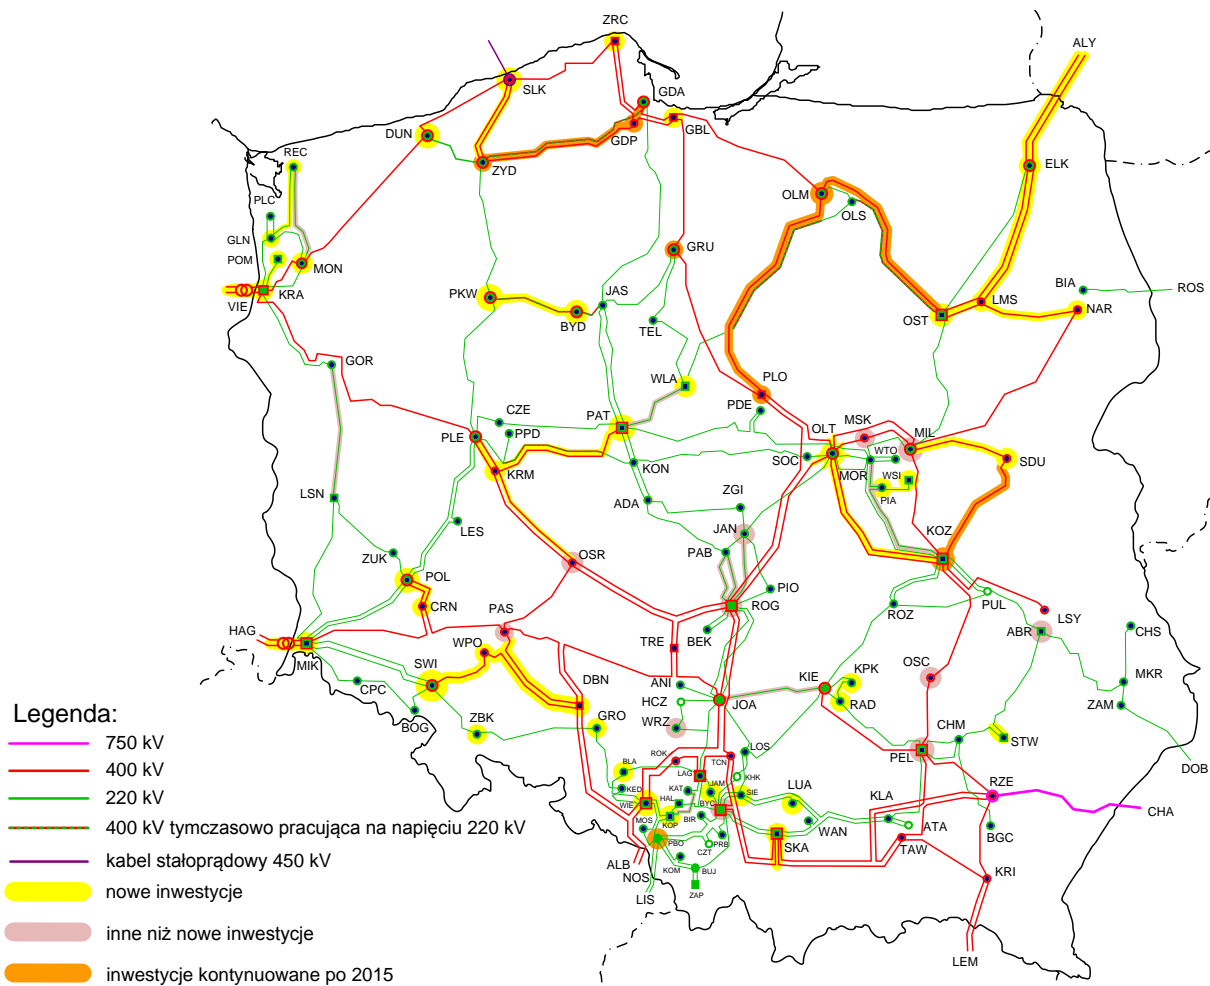 ZRC
ALY
SLK
GDA
DUN
GDP
GBL
REC
ZYD
ELK
PLC
OLM
OLS
GLN
POM
MON
GRU
VIE
KRA
PKW
JAS
BYD
TEL
BIA
ROS
LMS
NAR
OST
GOR
WLA
PLO
PDE
CZE
PAT
PPD
PLE
OLT
MSK
MIL
KRM
KON
SOC
MOR
WTO
WSI
PIA
SDU
LSN
ADA
ZGI
LES
JAN
KOZ
ZUK
PAB
OSR
POL
PIO
CRN
ROG
ROZ
PUL
LSY
HAG
PAS
BEK
ABR
CHS
MIK
WPO
TRE
SWI
CPC
DBN
ANI
KIE
KPK
OSC
MKR
HCZ
JOA
RAD
ZAM
BOG
ZBK
GRO
WRZ
CHM
STW
LOS
PEL
DOB
ROK
TCN
BLA
LAG
KHK
KED
KAT
JAM
SIE
LUA
KLA
RZE
WIE
HAL
BYC
CHA
MOS
KOP
BIR
WAN
ATA
BGC
PBO
CZT
PRB
SKA
TAW
ALB
NOS
KOM
BUJ
KRI
LIS
ZAP
LEM
Legenda:
750 kV
400 kV
220 kV
400 kV tymczasowo pracująca na napięciu 220 kV
kabel stałoprądowy 450 kV
nowe inwestycje
inne niż nowe inwestycje
inwestycje kontynuowane po 2015